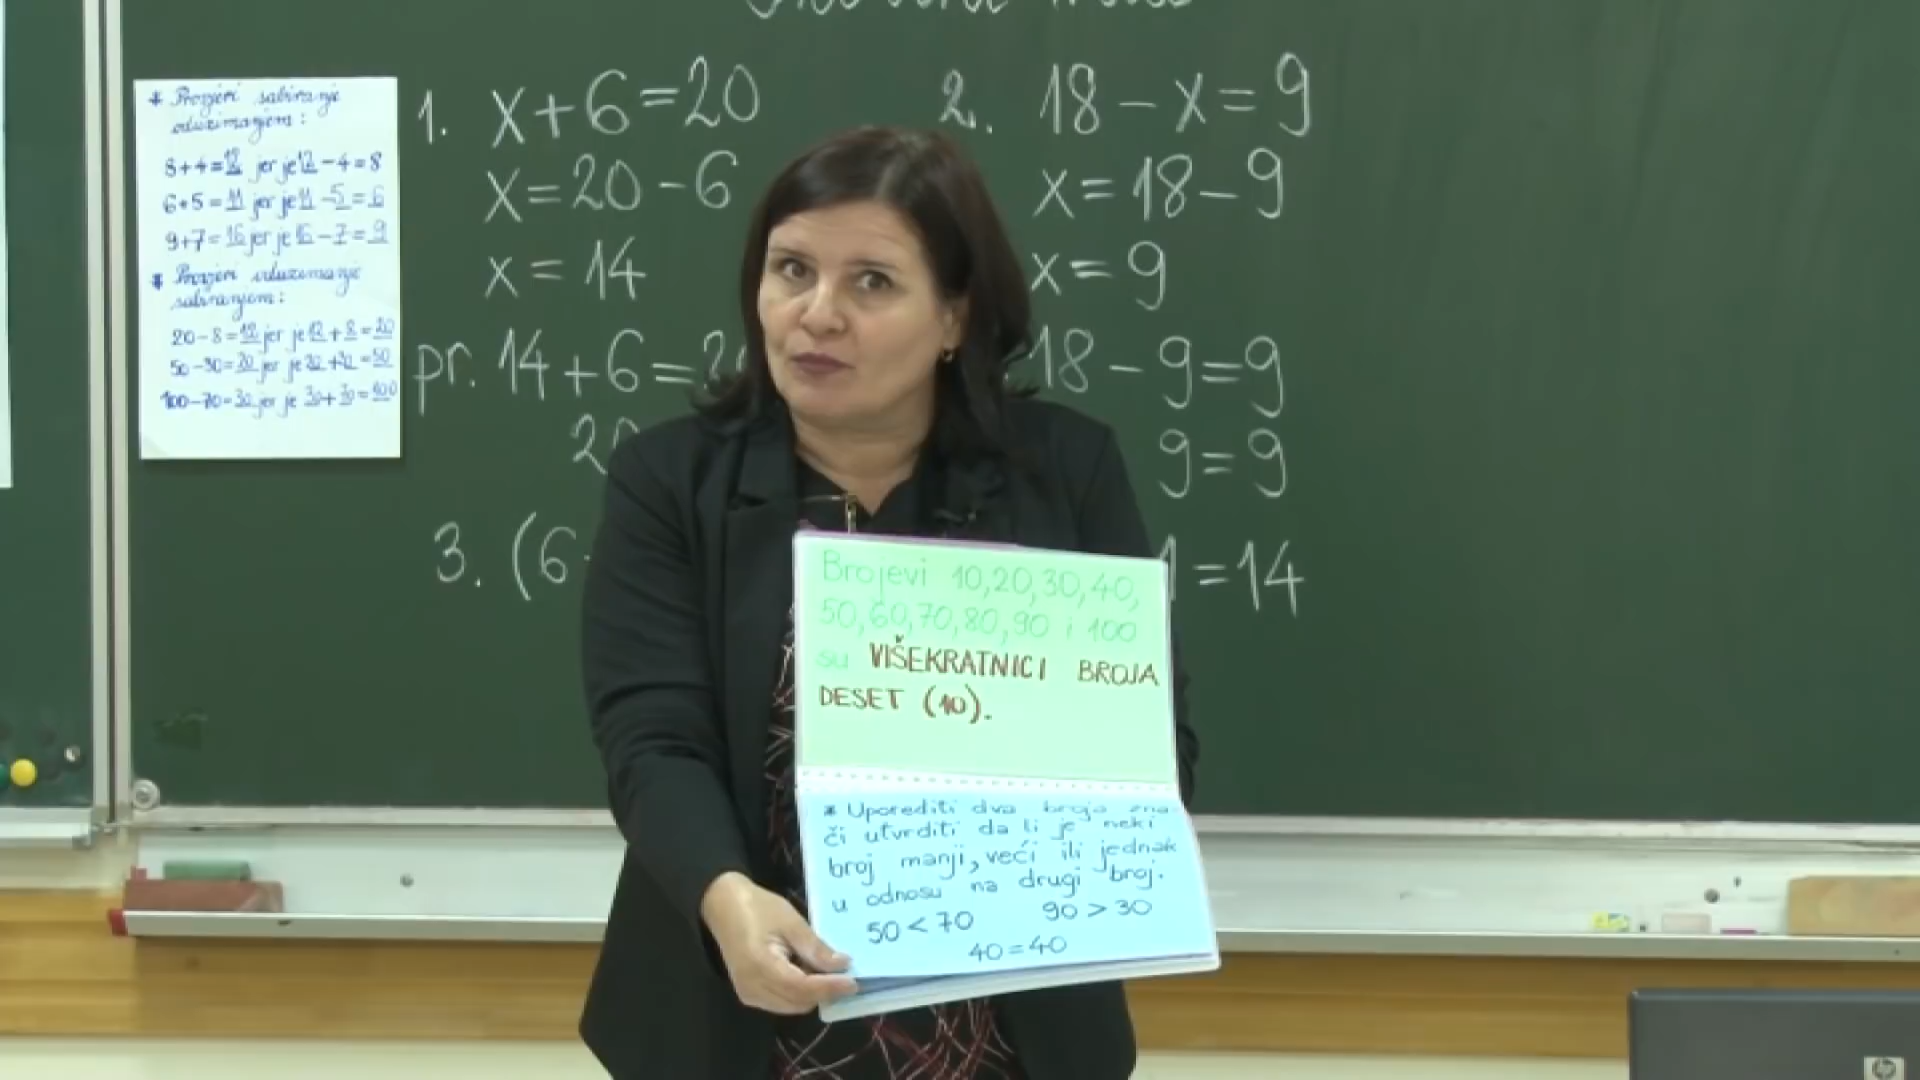 * Provjeri sabiranje
oduzimanjem:
8+4=12 jer je 12-4=8
6+5=11 jer je 11-5=6
9+7=16 jer je 16-7=9
* Provjeri oduzimanje
sabiranjem:
20-8=12 jer je 12+8=20
50-30=20 jer je 20+30=50
100-70=30 jer je
1. x+6=20
x=20-6
x=14
pr. 14+6=
20
2. 18-x=9
x=18-9
x=9
18-9=9
9=9
3. (6
=14
Brojevi 10,20,30,40,
50,60,70,80,90 i 100
su VIŠEKRATNICI BROJA
DESET (10).
* Uporediti dva broja zna
či utvrditi da li je neki
broj manji, veći ili jednak
u odnosu na drugi broj.
50<70 90>30
40=40
hp